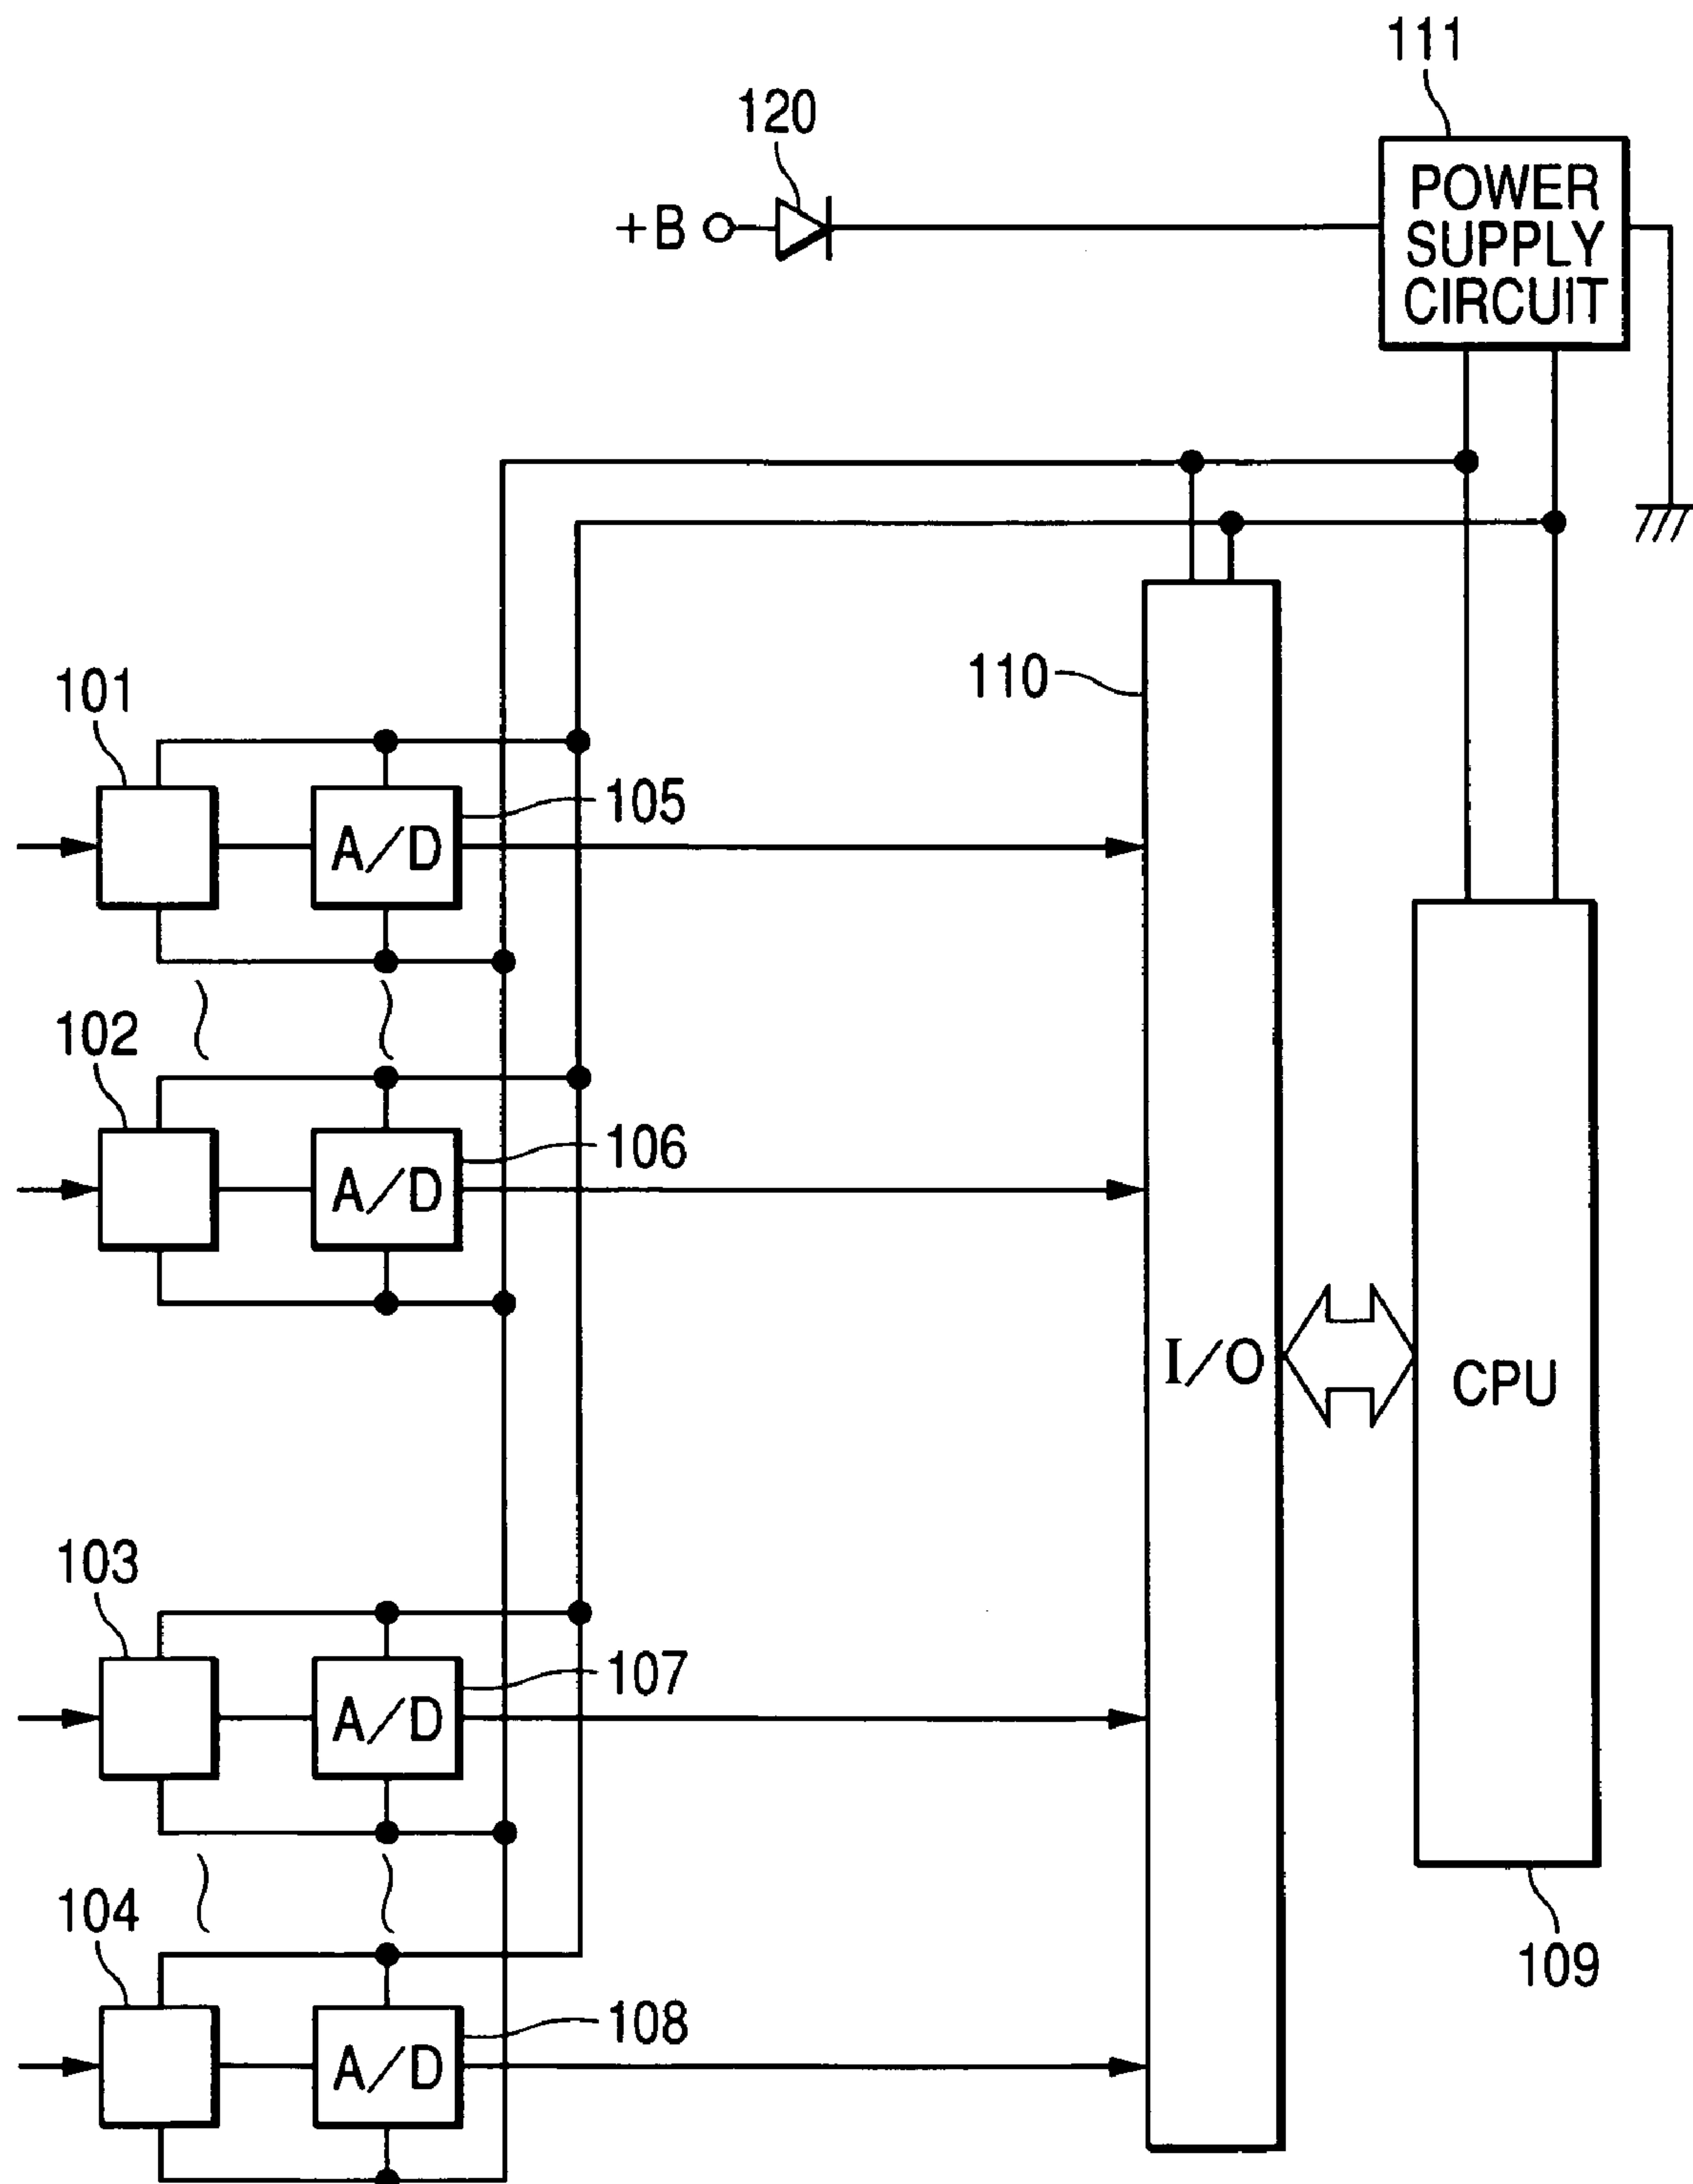 111
120
POWER
SUPPLY
CIRCUIT
+B
110
101
105
A/D
102
106
A/D
I/O
CPU
103
107
A/D
104
108
A/D
109